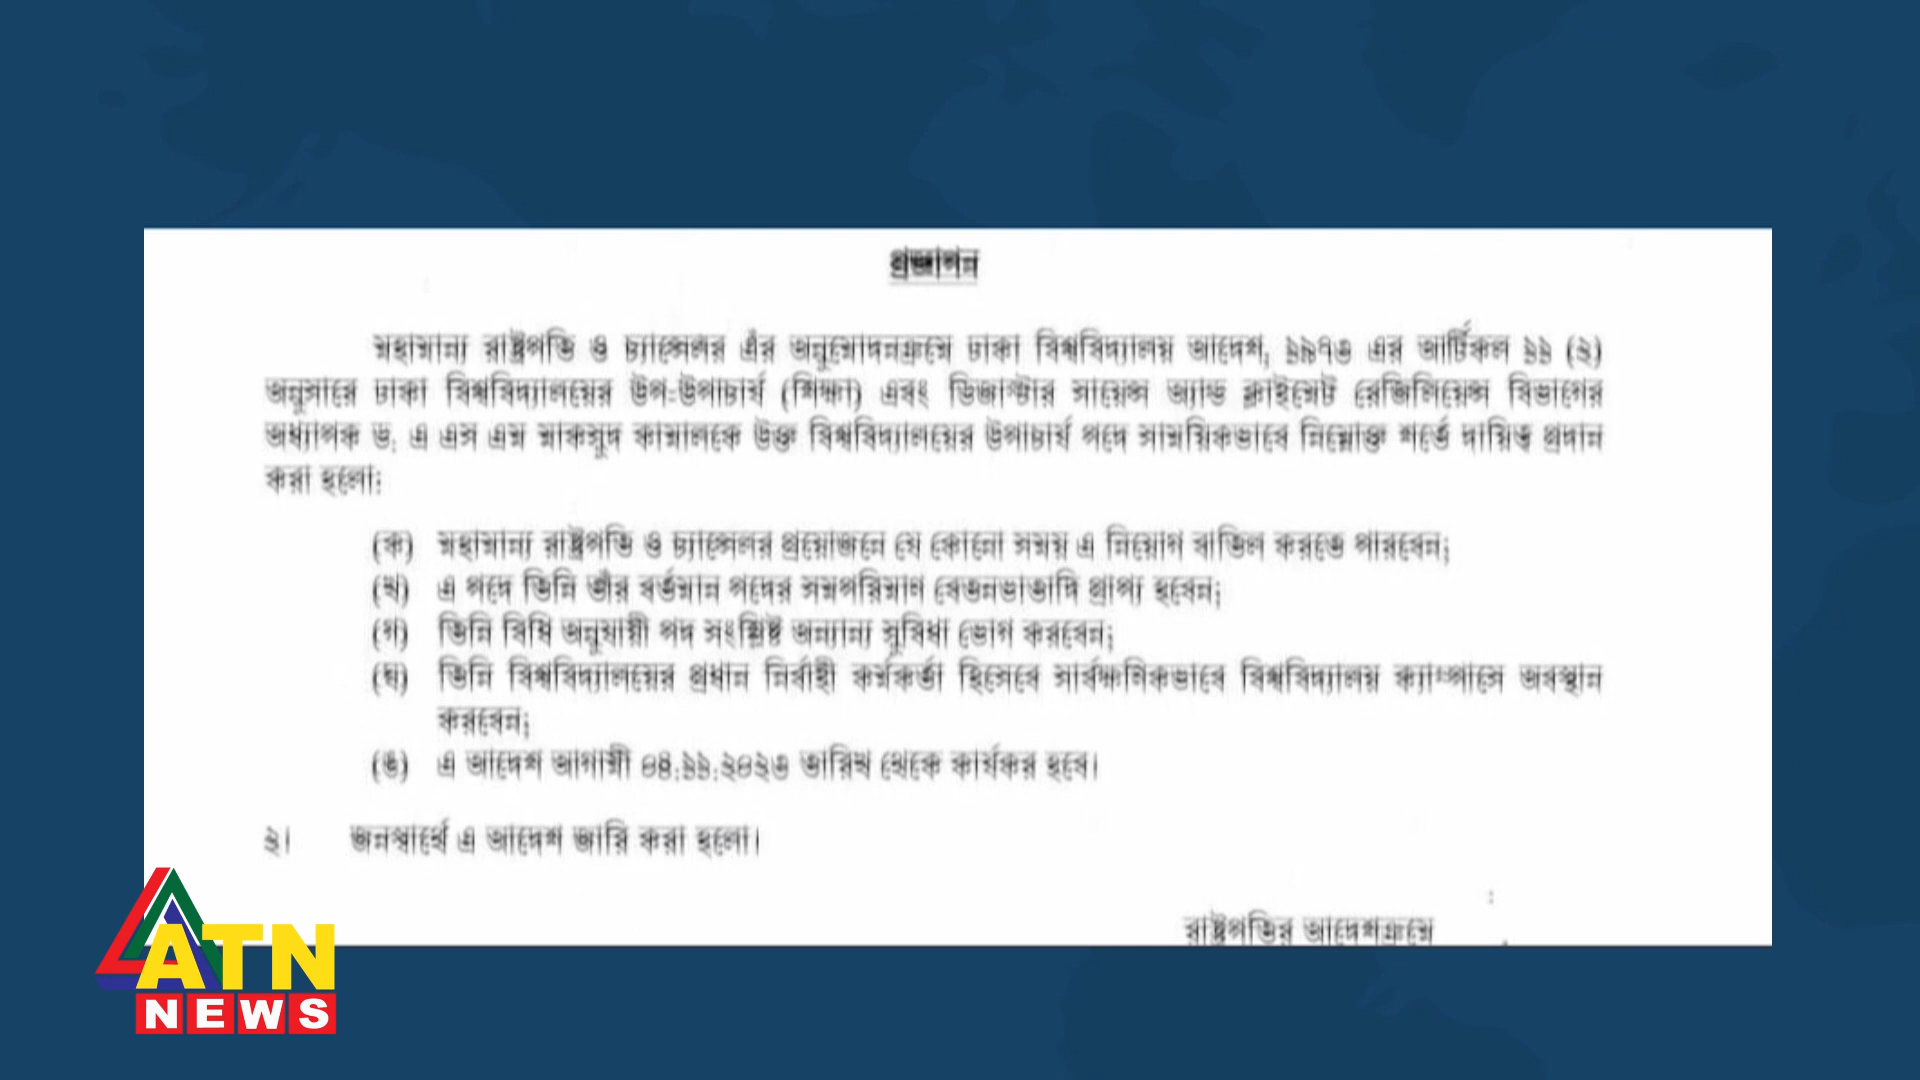 প্রজ্ঞাপন
মহামান্য রাষ্ট্রপতি ও চ্যান্সেলর এঁর অনুমোদনক্রমে ঢাকা বিশ্ববিদ্যালয় আদেশ, ১৯৭৩ এর আর্টিকল ১১ (২)
অনুসারে ঢাকা বিশ্ববিদ্যালয়ের উপ-উপাচার্য (শিক্ষা) এবং ডিজাস্টার সায়েন্স অ্যান্ড ক্লাইমেট রেজিলিয়েন্স বিভাগের
অধ্যাপক ড. এ এস এম মাকসুদ কামালকে উক্ত বিশ্ববিদ্যালয়ের উপাচার্য পদে সাময়িকভাবে নিম্নোক্ত শর্তে দায়িত্ব প্রদান
করা হলো:
(ক) মহামান্য রাষ্ট্রপতি ও চ্যান্সেলর প্রয়োজনে যে কোনো সময় এ নিয়োগ বাতিল করতে পারবেন;
(খ) এ পদে তিনি তাঁর বর্তমান পদের সমপরিমাণ বেতনভাতাদি প্রাপ্য হবেন;
(গ) তিনি বিধি অনুযায়ী পদ সংশ্লিষ্ট অন্যান্য সুবিধা ভোগ করবেন;
(ঘ) তিনি বিশ্ববিদ্যালয়ের প্রধান নির্বাহী কর্মকর্তা হিসেবে সার্বক্ষণিকভাবে বিশ্ববিদ্যালয় ক্যাম্পাসে অবস্থান
করবেন;
(ঙ) এ আদেশ আগামী ০৪.১১.২০২৩ তারিখ থেকে কার্যকর হবে।
২। জনস্বার্থে এ আদেশ জারি করা হলো।
রাষ্ট্রপতির আদেশক্রমে
ATN
NEWS